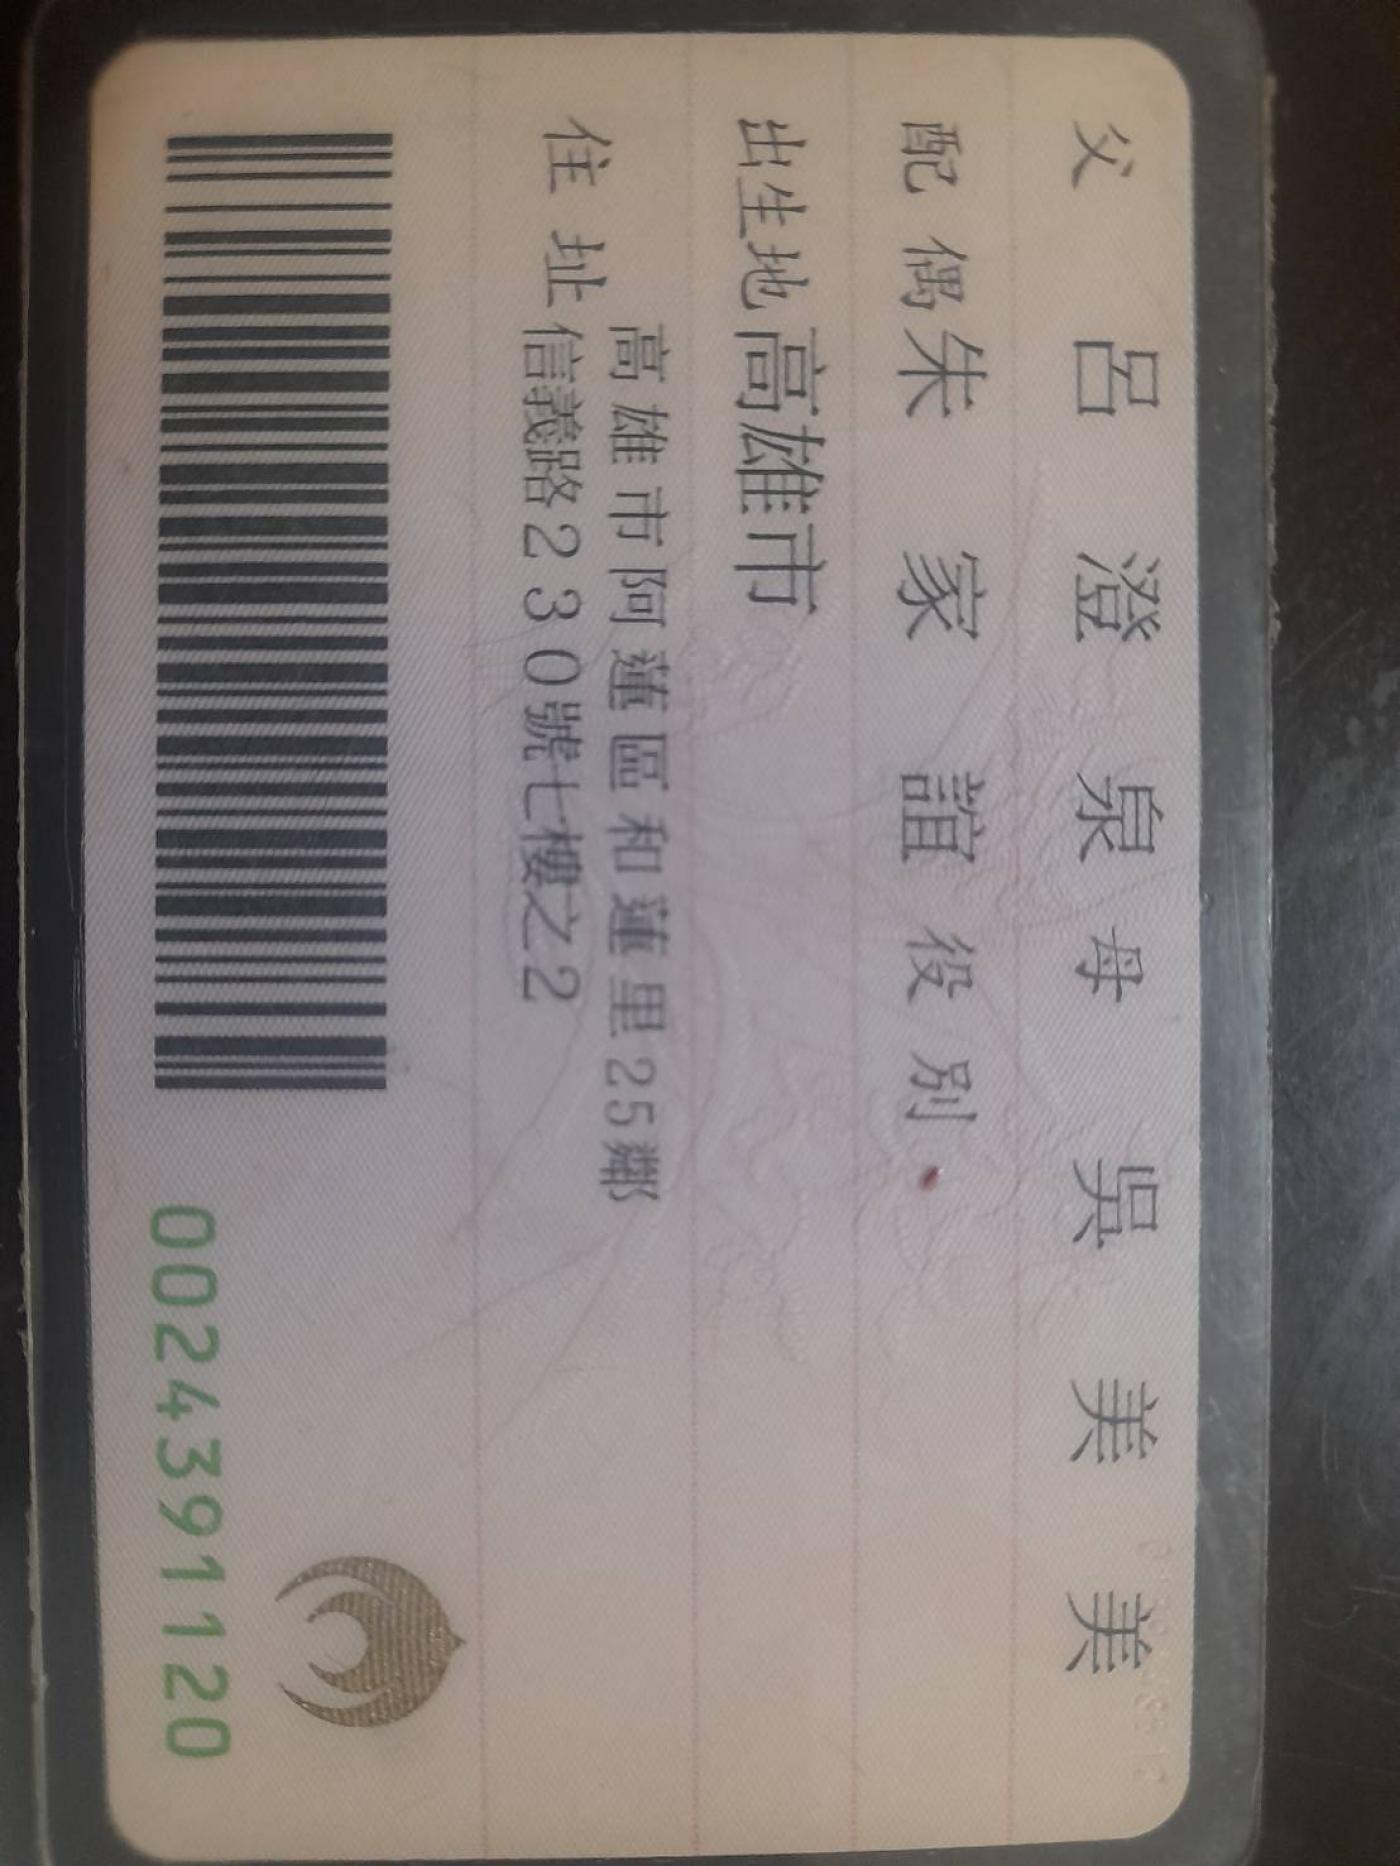 父 呂 澄 泉 母 吳 美 美
配偶 朱 家 誼 役別
出生地 高雄市
住址 高雄市阿蓮區和蓮里25鄰
信義路230號七樓之2
0024391120